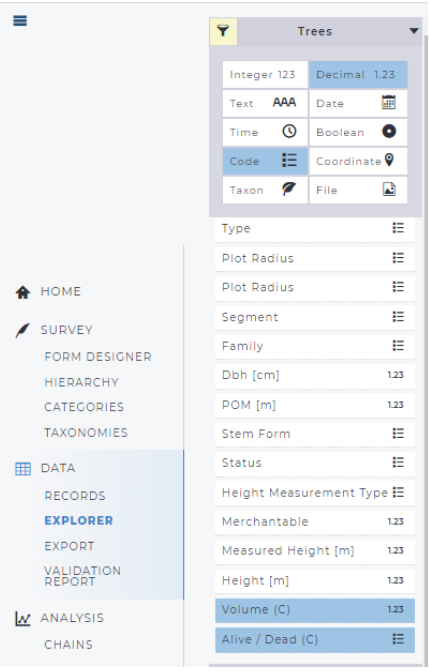 Trees
Integer 123
Decimal 1.23
Text AAA
Date
Time
Boolean
Code
Coordinate
Taxon
File
Type
Plot Radius
Plot Radius
Segment
Family
Dbh [cm] 1.23
POM [m] 1.23
Stem Form
Status
Height Measurement Type
Merchantable 1.23
Measured Height [m] 1.23
Height [m] 1.23
Volume (C) 1.23
Alive / Dead (C)
HOME
SURVEY
FORM DESIGNER
HIERARCHY
CATEGORIES
TAXONOMIES
DATA
RECORDS
EXPLORER
EXPORT
VALIDATION
REPORT
ANALYSIS
CHAINS